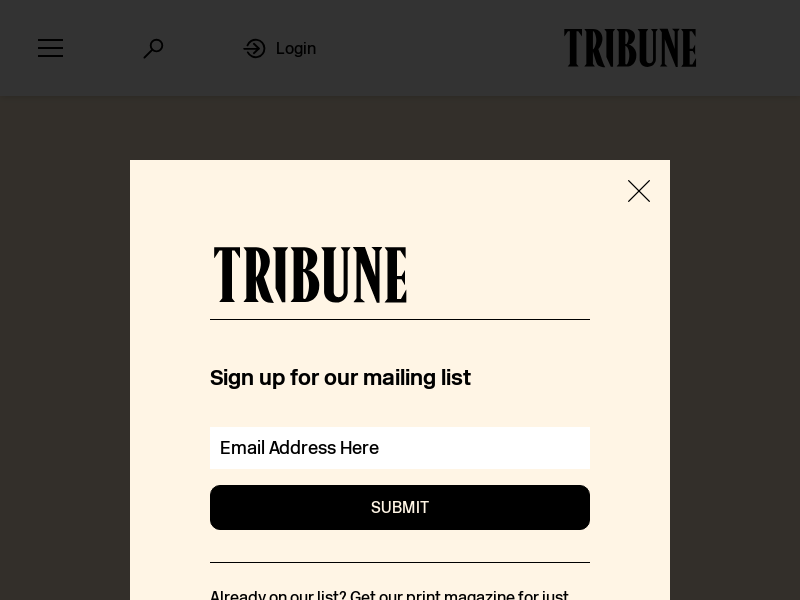 Login
TRIBUNE
TRIBUNE
Sign up for our mailing list
Email Address Here
SUBMIT
Already on our list? Get our print magazine for just